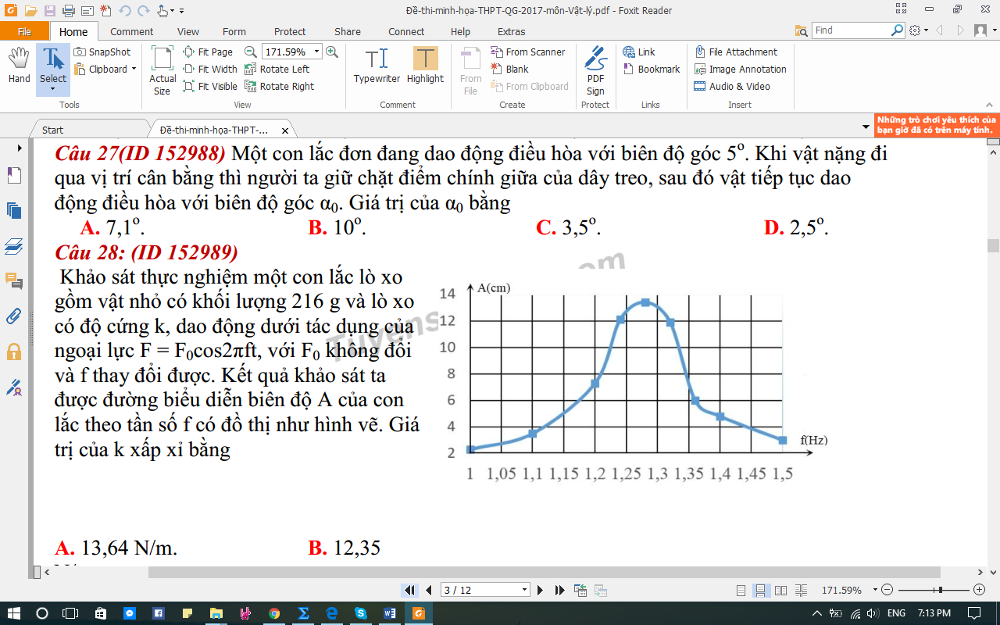 Đề-thi-minh-họa-THPT-QG-2017-môn-Vật-lý.pdf - Foxit Reader
File Home Comment View Form Protect Share Connect Help Extras Find
SnapShot Fit Page 171.59% From Scanner Link File Attachment
Clipboard Fit Width Rotate Left Blank Bookmark Image Annotation
Hand Select Actual Size Fit Visible Rotate Right Typewriter Highlight From File From Clipboard PDF Sign Audio & Video
Tools View Comment Create Protect Links Insert
Start Đề-thi-minh-họa-THPT-...
Những trò chơi yêu thích của
bạn giờ đã có trên máy tính.
Câu 27(ID 152988) Một con lắc đơn đang dao động điều hòa với biên độ góc 5º. Khi vật nặng đi
qua vị trí cân bằng thì người ta giữ chặt điểm chính giữa của dây treo, sau đó vật tiếp tục dao
động điều hòa với biên độ góc α₀. Giá trị của α₀ bằng
A. 7,1º. B. 10º. C. 3,5º. D. 2,5º.
Câu 28: (ID 152989)
Khảo sát thực nghiệm một con lắc lò xo
gồm vật nhỏ có khối lượng 216 g và lò xo
có độ cứng k, dao động dưới tác dụng của
ngoại lực F = F₀cos2πft, với F₀ không đổi
và f thay đổi được. Kết quả khảo sát ta
được đường biểu diễn biên độ A của con
lắc theo tần số f có đồ thị như hình vẽ. Giá
trị của k xấp xỉ bằng
Tuyens
om
A(cm)
14
12
10
8
6
4
2
f(Hz)
1 1,05 1,1 1,15 1,2 1,25 1,3 1,35 1,4 1,45 1,5
A. 13,64 N/m. B. 12,35
3 / 12 171.59%
ENG 7:13 PM